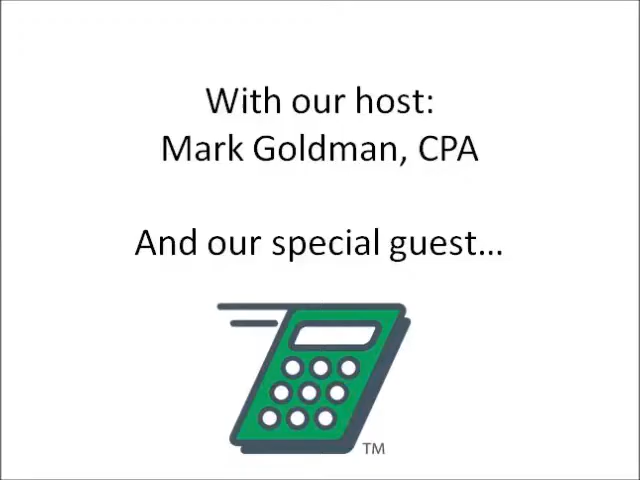 With our host:
Mark Goldman, CPA
And our special guest…
TM